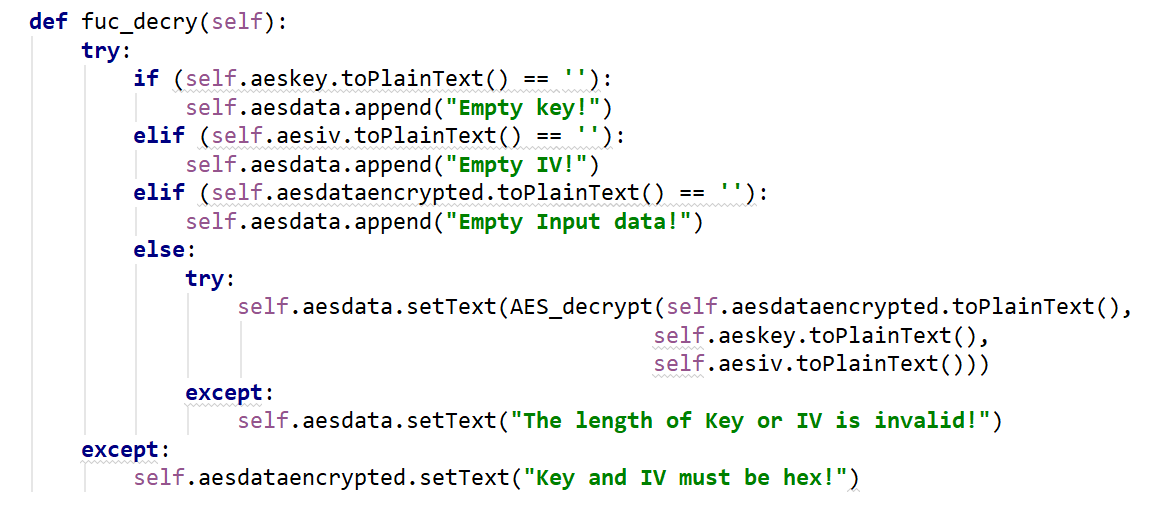 def fuc_decry(self):
    try:
        if (self.aeskey.toPlainText() == ''):
            self.aesdata.append("Empty key!")
        elif (self.aesiv.toPlainText() == ''):
            self.aesdata.append("Empty IV!")
        elif (self.aesdataencrypted.toPlainText() == ''):
            self.aesdata.append("Empty Input data!")
        else:
            try:
                self.aesdata.setText(AES_decrypt(self.aesdataencrypted.toPlainText(),
                                                self.aeskey.toPlainText(),
                                                self.aesiv.toPlainText()))
            except:
                self.aesdata.setText("The length of Key or IV is invalid!")
    except:
        self.aesdataencrypted.setText("Key and IV must be hex!")